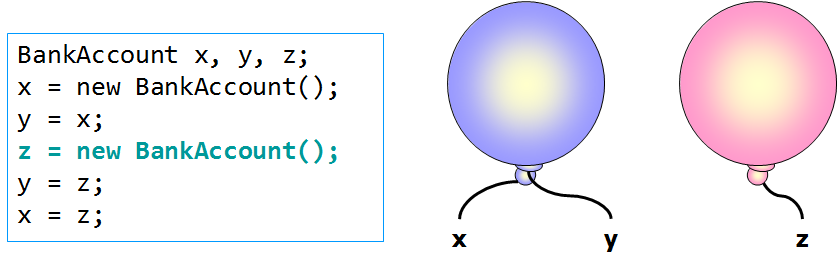 BankAccount x, y, z;
x = new BankAccount();
y = x;
z = new BankAccount();
y = z;
x = z;
x
y
z